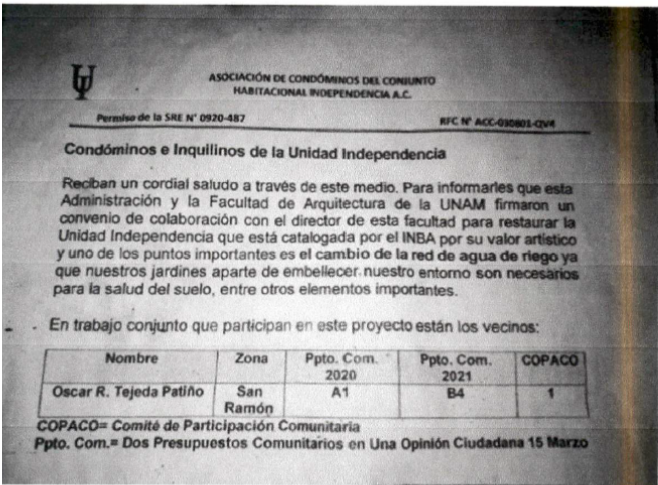 UI
ASOCIACIÓN DE CONDÓMINOS DEL CONJUNTO
HABITACIONAL INDEPENDENCIA A.C.
Permiso de la SRE N° 0920-487
RFC N° ACC-030801-QV4
Condóminos e Inquilinos de la Unidad Independencia
Reciban un cordial saludo a través de este medio. Para informarles que esta
Administración y la Facultad de Arquitectura de la UNAM firmaron un
convenio de colaboración con el director de esta facultad para restaurar la
Unidad Independencia que está catalogada por el INBA por su valor artístico
y uno de los puntos importantes es el cambio de la red de agua de riego ya
que nuestros jardines aparte de embellecer nuestro entorno son necesarios
para la salud del suelo, entre otros elementos importantes.
En trabajo conjunto que participan en este proyecto están los vecinos:
Nombre Zona Ppto. Com. 2020 Ppto. Com. 2021 COPACO
Oscar R. Tejeda Patiño San Ramón A1 B4 1
COPACO= Comité de Participación Comunitaria
Ppto. Com.= Dos Presupuestos Comunitarios en Una Opinión Ciudadana 15 Marzo